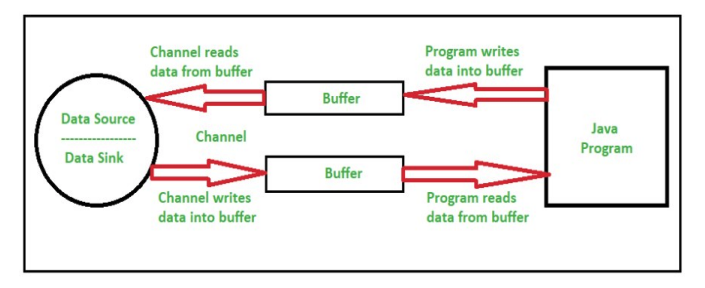 Channel reads
data from buffer
Program writes
data into buffer
Buffer
Data Source
-----------------
Data Sink
Channel
Java
Program
Buffer
Channel writes
data into buffer
Program reads
data from buffer